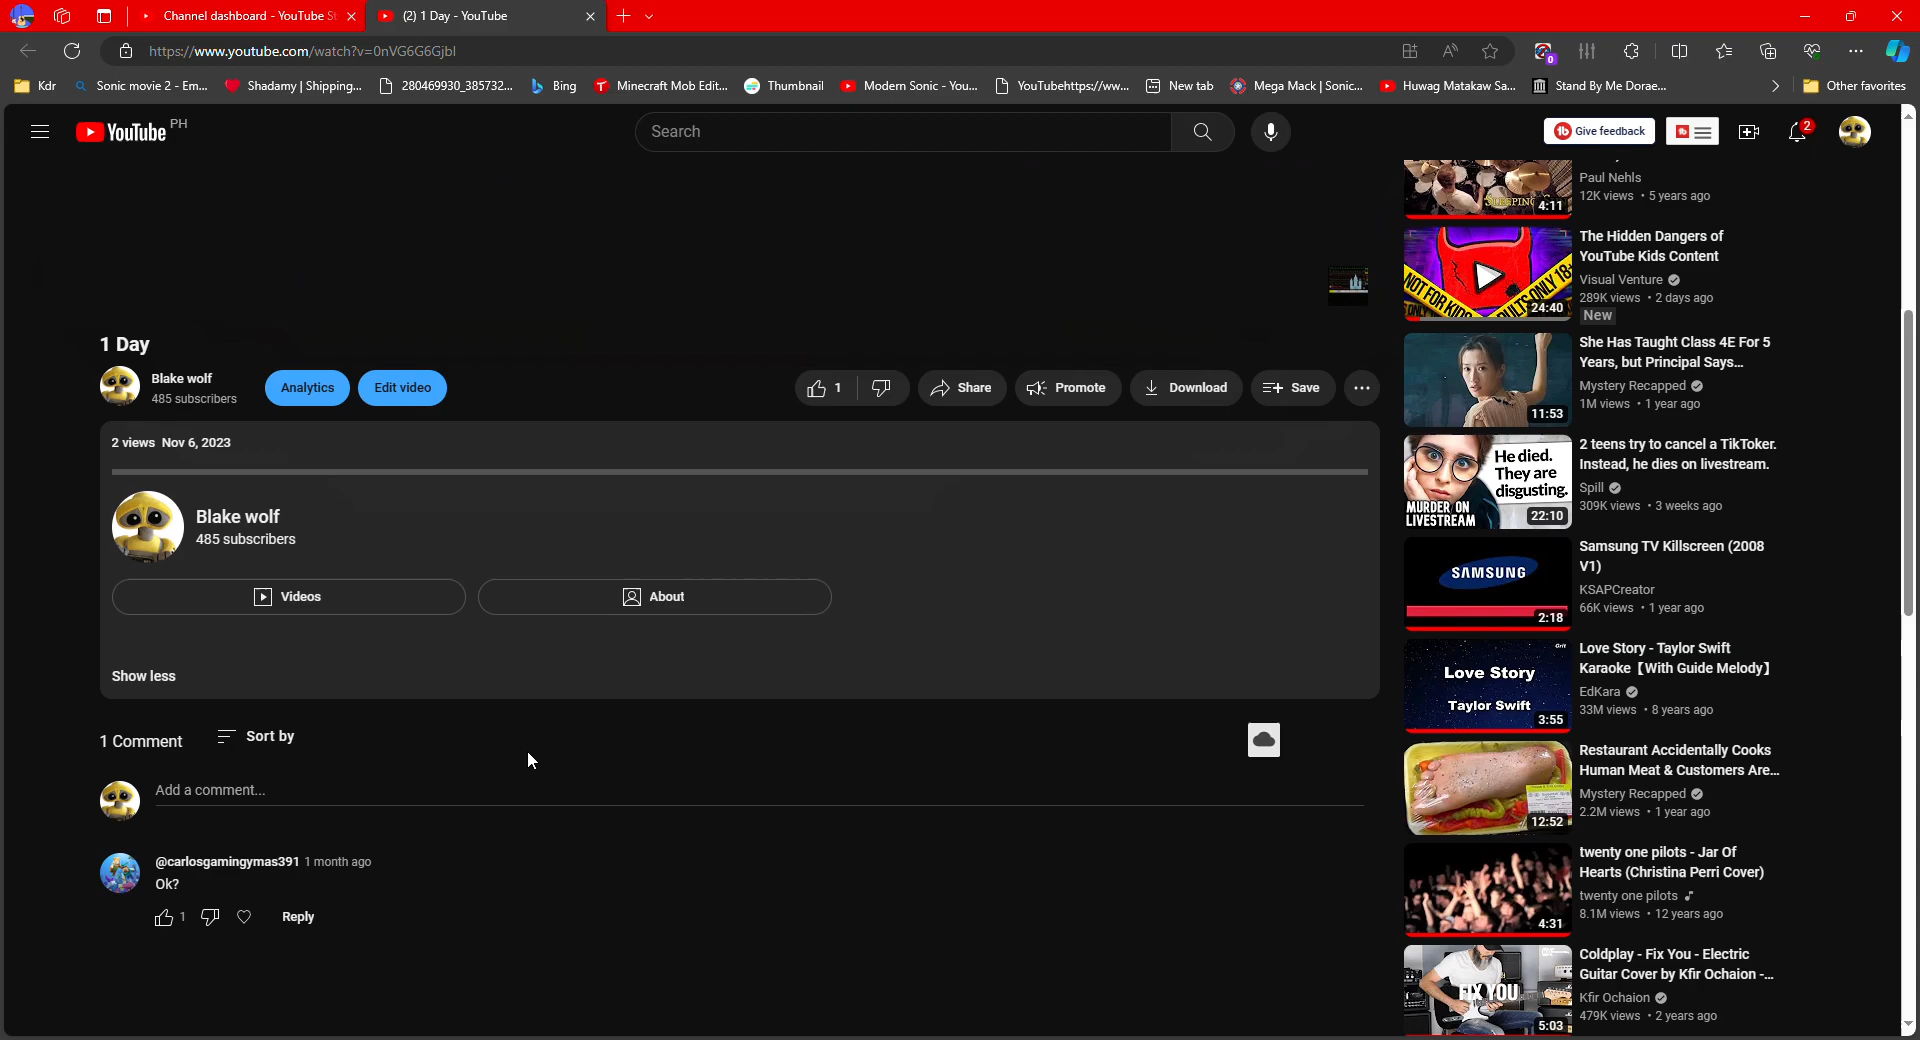 Channel dashboard - YouTube St
(2) 1 Day - YouTube
https://www.youtube.com/watch?v=0nVG6G6Gjbl
0
Kdr
Sonic movie 2 - Em...
Shadamy | Shipping...
280469930_385732...
Bing
Minecraft Mob Edit...
Thumbnail
Modern Sonic - You...
YouTubehttps://ww...
New tab
Mega Mack | Sonic...
Huwag Matakaw Sa...
Stand By Me Dorae...
Other favorites
YouTube PH
Search
Give feedback
2
SLEEPING
4:11
Paul Nehls
12K views • 5 years ago
NOT FOR KIDS
ADULTS ONLY 18+
24:40
The Hidden Dangers of
YouTube Kids Content
Visual Venture
289K views • 2 days ago
New
1 Day
Blake wolf
485 subscribers
Analytics
Edit video
1
Share
Promote
Download
Save
2 views Nov 6, 2023
Blake wolf
485 subscribers
Videos
About
Show less
1 Comment
Sort by
Add a comment...
@carlosgamingymas391 1 month ago
Ok?
1
Reply
11:53
She Has Taught Class 4E For 5
Years, but Principal Says...
Mystery Recapped
1M views • 1 year ago
He died.
They are
disgusting.
MURDER ON
LIVESTREAM
22:10
2 teens try to cancel a TikToker.
Instead, he dies on livestream.
Spill
309K views • 3 weeks ago
SAMSUNG
2:18
Samsung TV Killscreen (2008
V1)
KSAPCreator
66K views • 1 year ago
Love Story
Taylor Swift
3:55
Love Story - Taylor Swift
Karaoke【With Guide Melody】
EdKara
33M views • 8 years ago
12:52
Restaurant Accidentally Cooks
Human Meat & Customers Are...
Mystery Recapped
2.2M views • 1 year ago
4:31
twenty one pilots - Jar Of
Hearts (Christina Perri Cover)
twenty one pilots
8.1M views • 12 years ago
FIX YOU
5:03
Coldplay - Fix You - Electric
Guitar Cover by Kfir Ochaion -...
Kfir Ochaion
479K views • 2 years ago